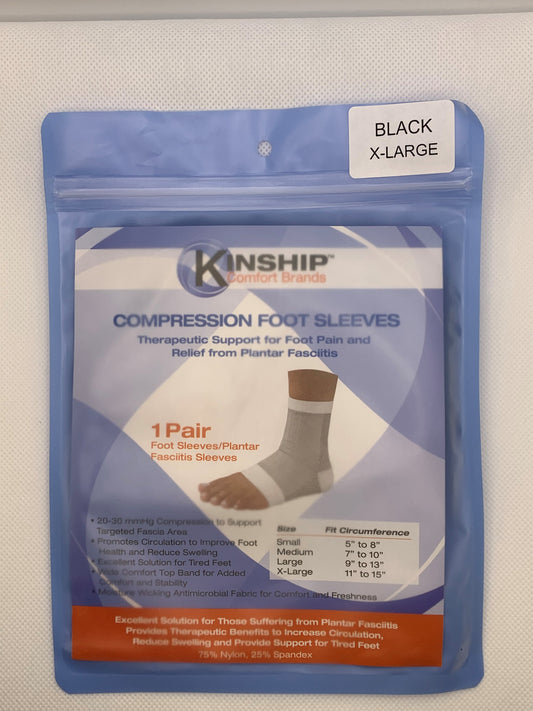 BLACK
X-LARGE
KINSHIP™
Comfort Brands
COMPRESSION FOOT SLEEVES
Therapeutic Support for Foot Pain and
Relief from Plantar Fasciitis
1 Pair
Foot Sleeves/Plantar
Fasciitis Sleeves
• 20-30 mmHg Compression to Support
Targeted Fascia Area
• Promotes Circulation to Improve Foot
Health and Reduce Swelling
• Excellent Solution for Tired Feet
• Wide Comfort Top Band for Added
Comfort and Stability
• Moisture Wicking Antimicrobial Fabric for Comfort and Freshness
Size Fit Circumference
Small 5" to 8"
Medium 7" to 10"
Large 9" to 13"
X-Large 11" to 15"
Excellent Solution for Those Suffering from Plantar Fasciitis
Provides Therapeutic Benefits to Increase Circulation,
Reduce Swelling and Provide Support for Tired Feet
75% Nylon, 25% Spandex